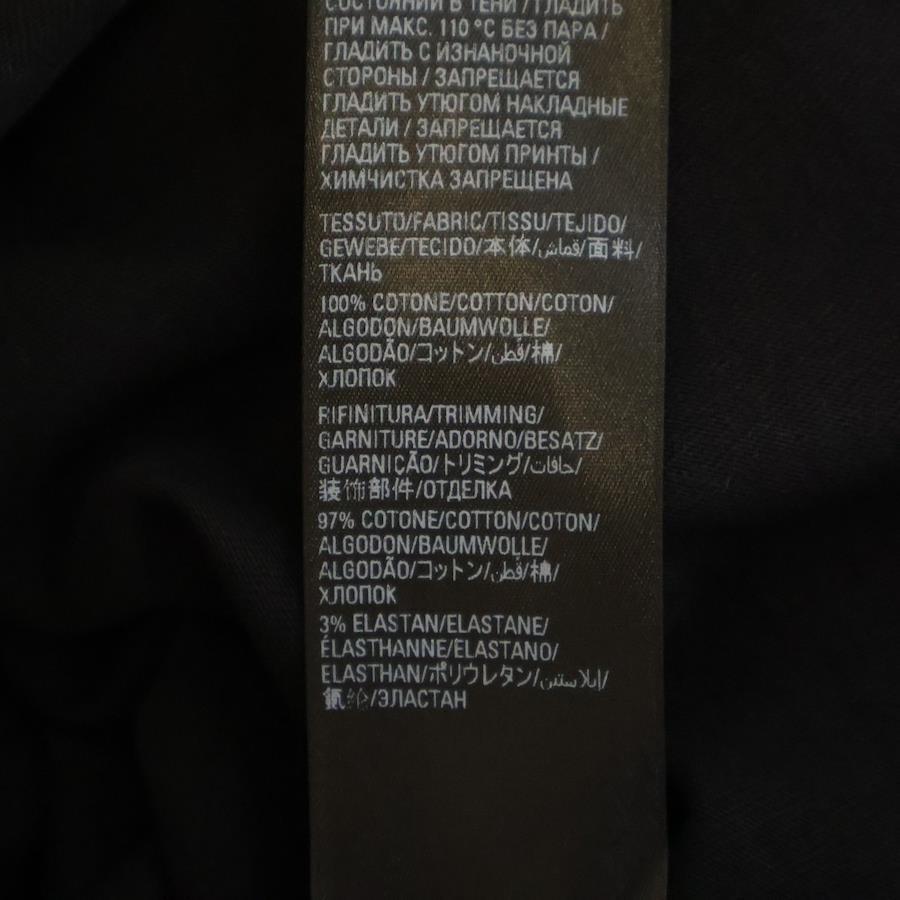 СОСТОЯНИИ В ТЕНИ / ГЛАДИТЬ
ПРИ МАКС. 110 °C БЕЗ ПАРА /
ГЛАДИТЬ С ИЗНАНОЧНОЙ
СТОРОНЫ / ЗАПРЕЩАЕТСЯ
ГЛАДИТЬ УТЮГОМ НАКЛАДНЫЕ
ДЕТАЛИ / ЗАПРЕЩАЕТСЯ
ГЛАДИТЬ УТЮГОМ ПРИНТЫ /
ХИМЧИСТКА ЗАПРЕЩЕНА
TESSUTO/FABRIC/TISSU/TEJIDO/
GEWEBE/TECIDO/本体/قماش/面料/
ТКАНЬ
100% COTONE/COTTON/COTON/
ALGODON/BAUMWOLLE/
ALGODÃO/コットン/قطن/棉/
ХЛОПОК
RIFINITURA/TRIMMING/
GARNITURE/ADORNO/BESATZ/
GUARNIÇÃO/トリミング/حافات/
装饰部件/ОТДЕЛКА
97% COTONE/COTTON/COTON/
ALGODON/BAUMWOLLE/
ALGODÃO/コットン/قطن/棉/
ХЛОПОК
3% ELASTAN/ELASTANE/
ÉLASTHANNE/ELASTANO/
ELASTHAN/ポリウレタン/إيلاستين/
氨纶/ЭЛАСТАН